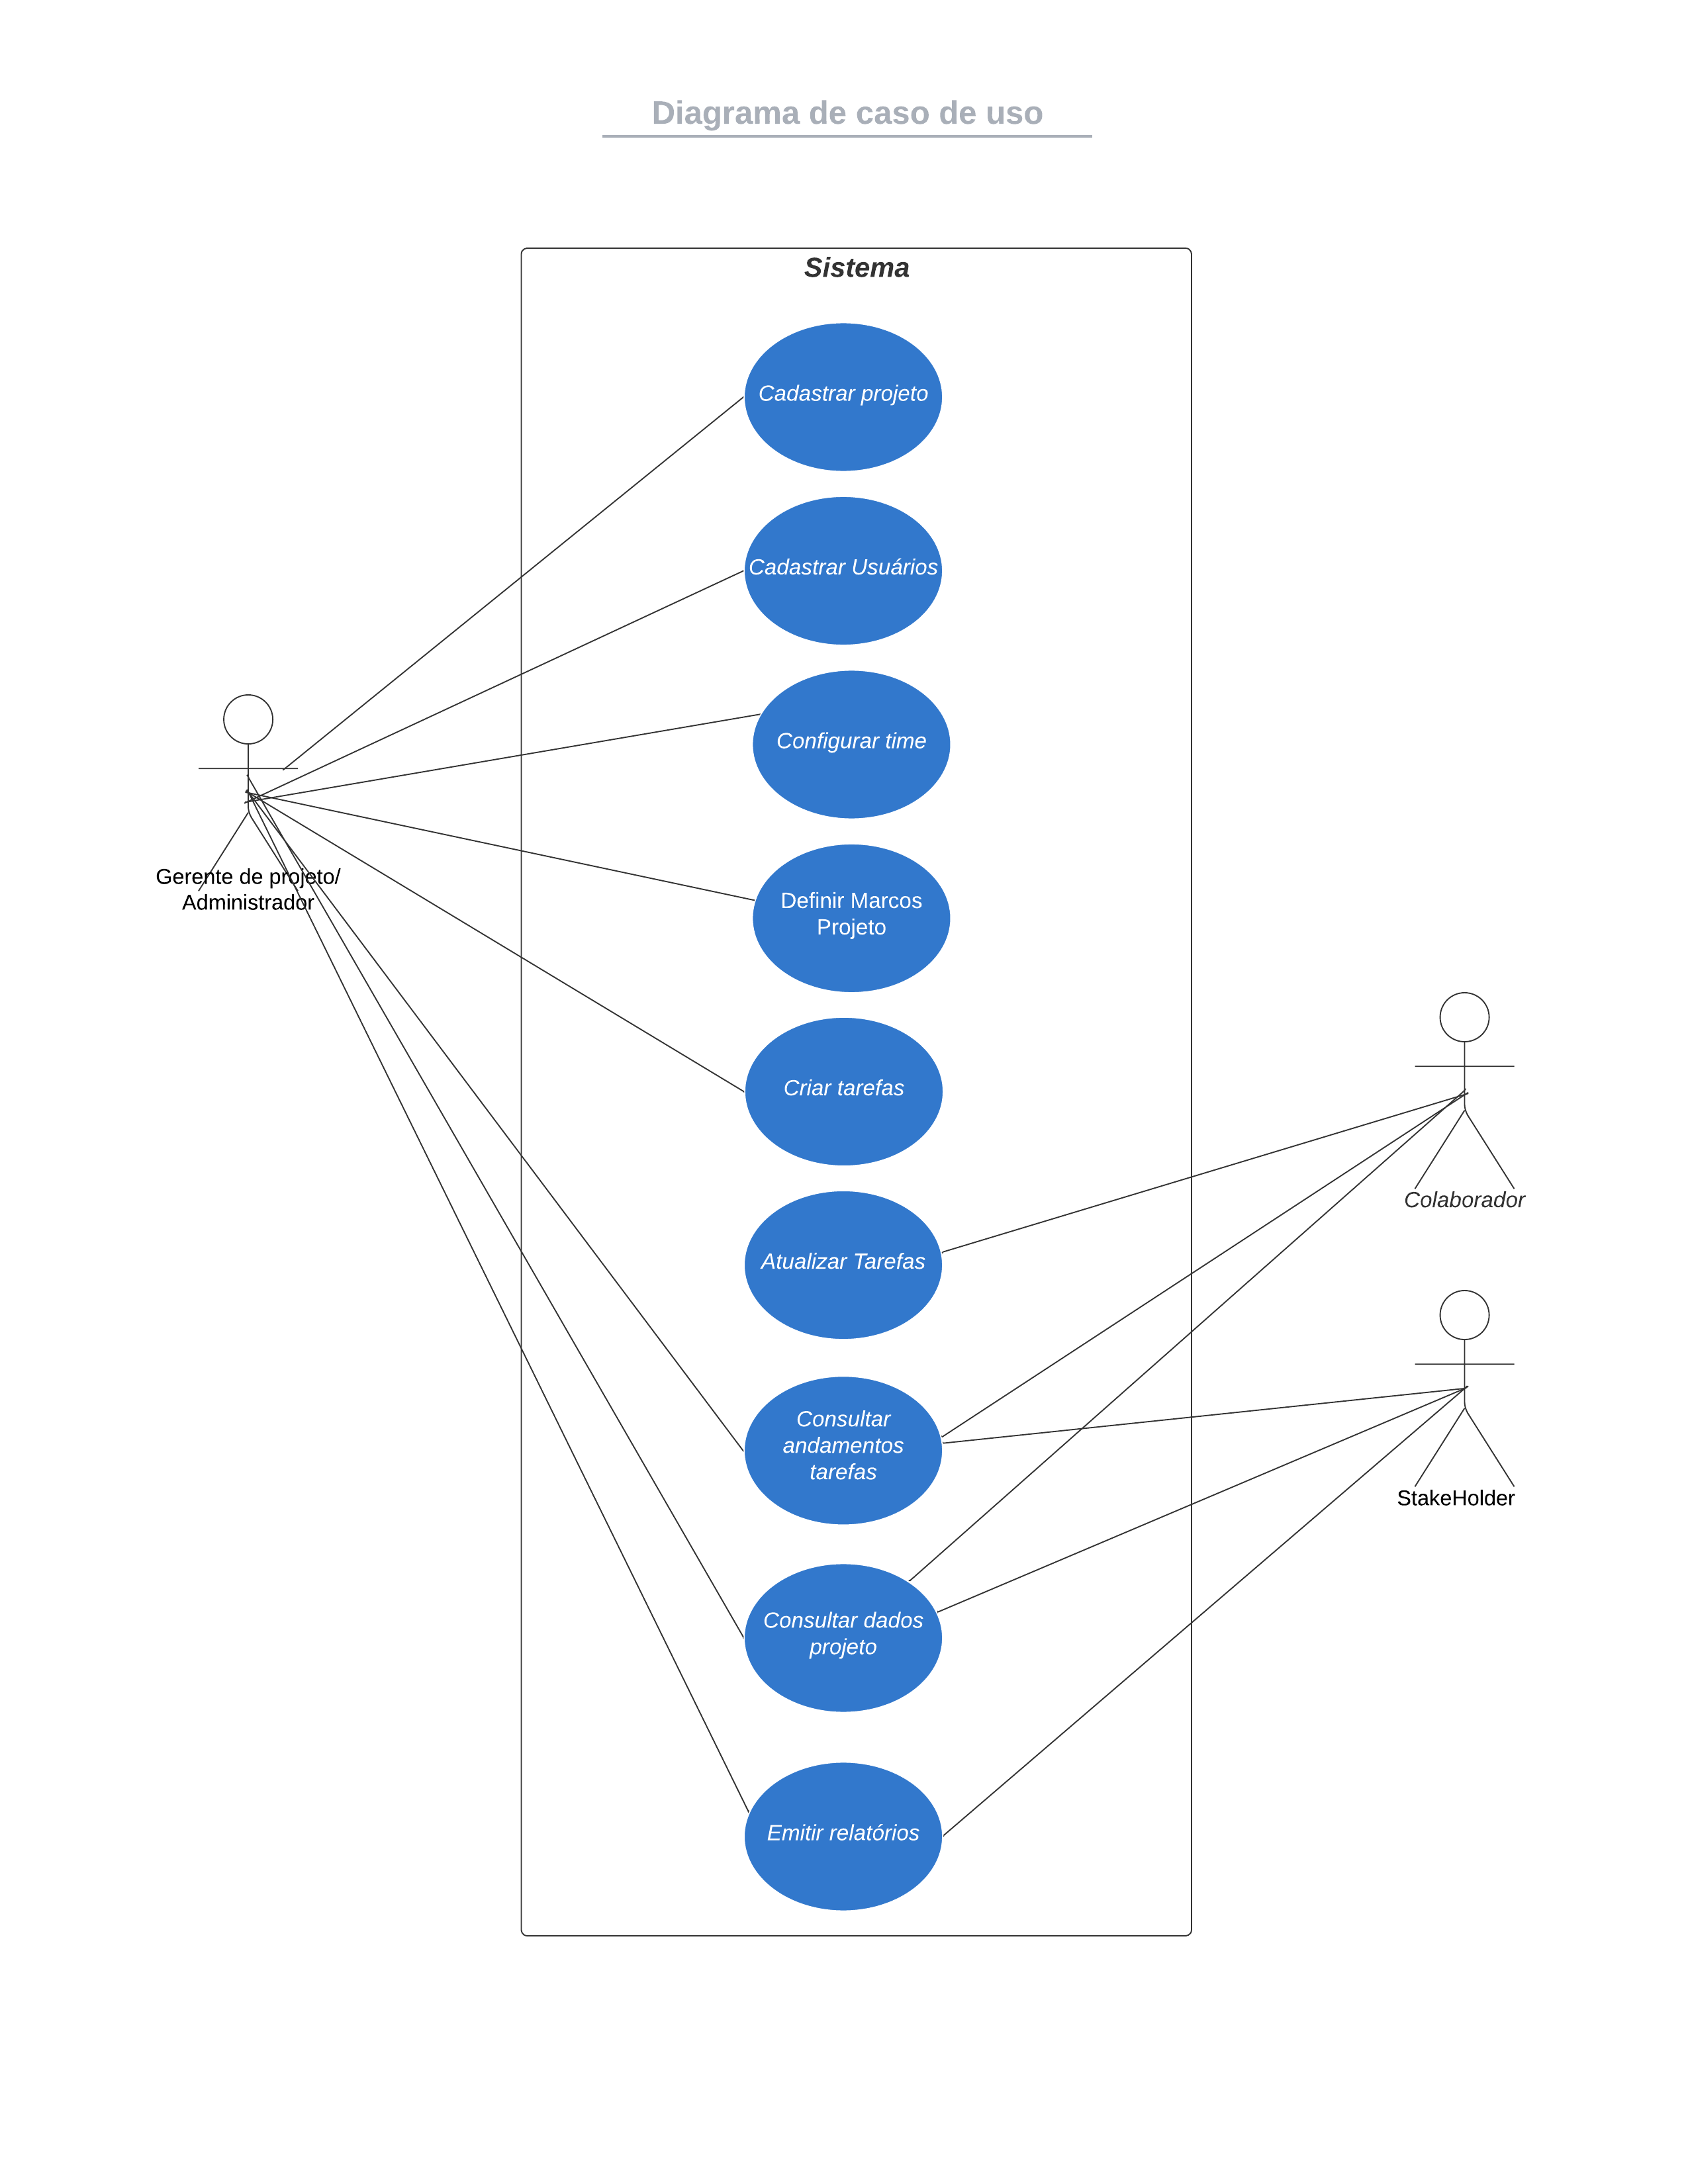 Diagrama de caso de uso
Sistema
Cadastrar projeto
Cadastrar Usuários
Configurar time
Gerente de projeto/
Administrador
Definir Marcos
Projeto
Criar tarefas
Colaborador
Atualizar Tarefas
Consultar
andamentos
tarefas
StakeHolder
Consultar dados
projeto
Emitir relatórios